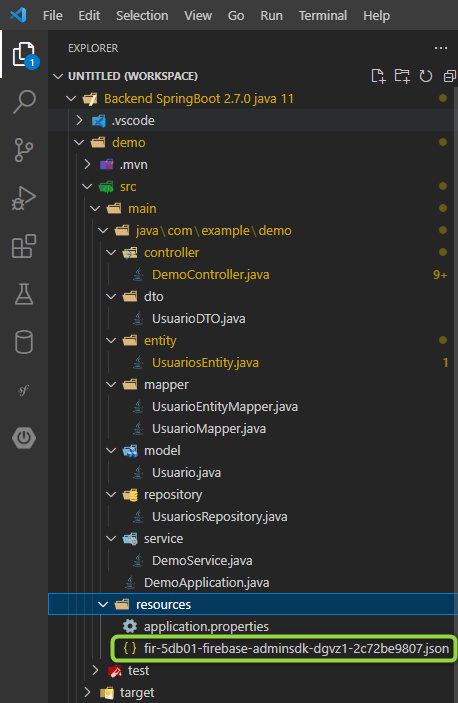 File Edit Selection View Go Run Terminal Help
EXPLORER
UNTITLED (WORKSPACE)
Backend SpringBoot 2.7.0 java 11
.vscode
demo
.mvn
src
main
java\com\example\demo
controller
DemoController.java 9+
dto
UsuarioDTO.java
entity
UsuariosEntity.java 1
mapper
UsuarioEntityMapper.java
UsuarioMapper.java
model
Usuario.java
repository
UsuariosRepository.java
service
DemoService.java
DemoApplication.java
resources
application.properties
{ } fir-5db01-firebase-adminsdk-dgvz1-2c72be9807.json
test
target
1